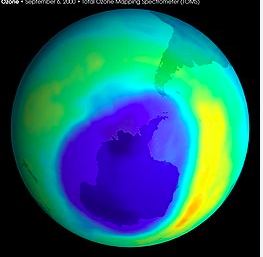 Ozone • September 6, 2000 • Total Ozone Mapping Spectrometer (TOMS)